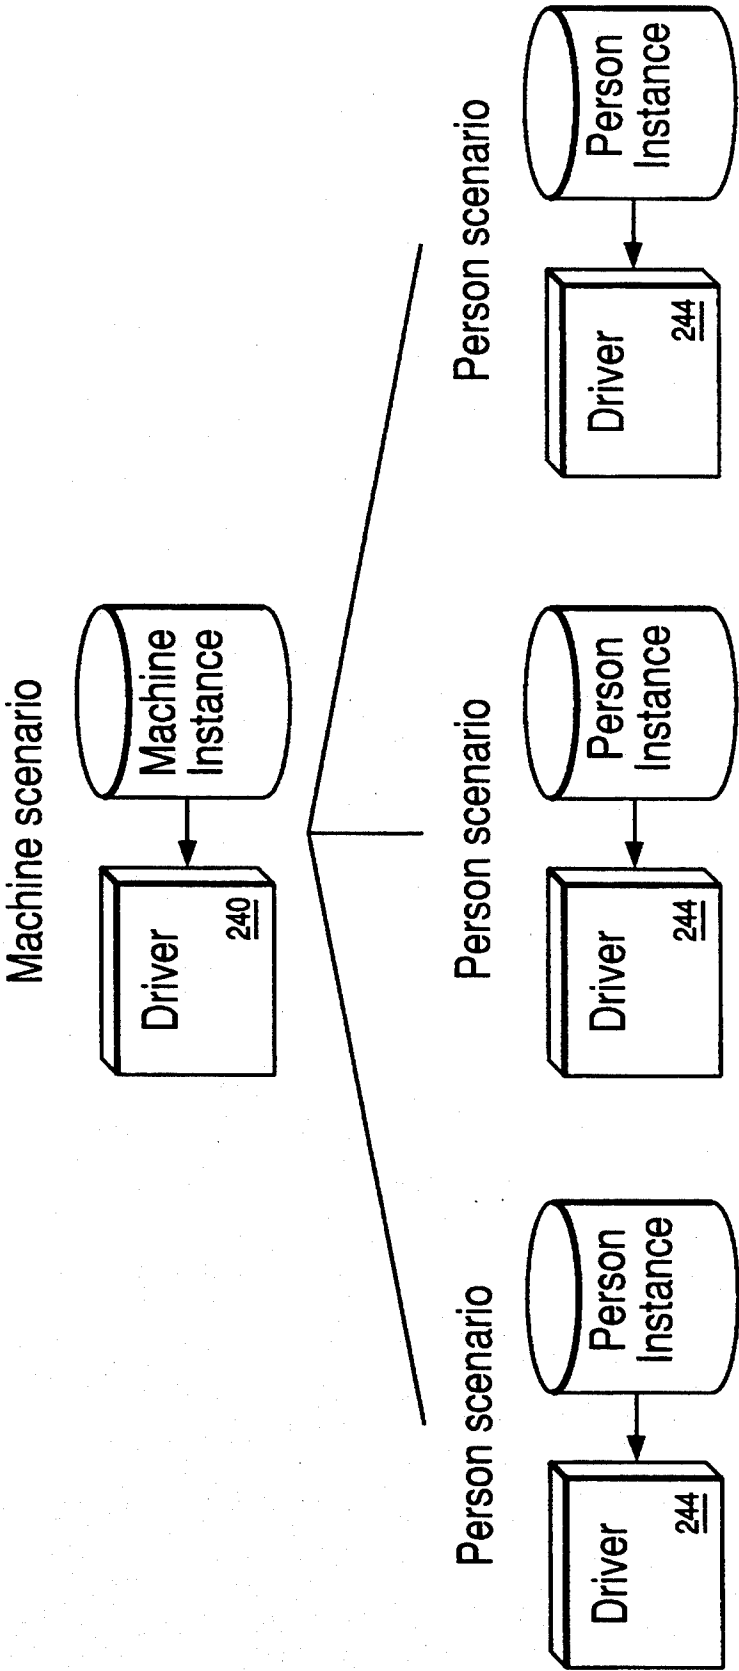 Machine scenario
Driver
240
Machine
Instance
Person scenario
Driver
244
Person
Instance
Person scenario
Driver
244
Person
Instance
Person scenario
Driver
244
Person
Instance